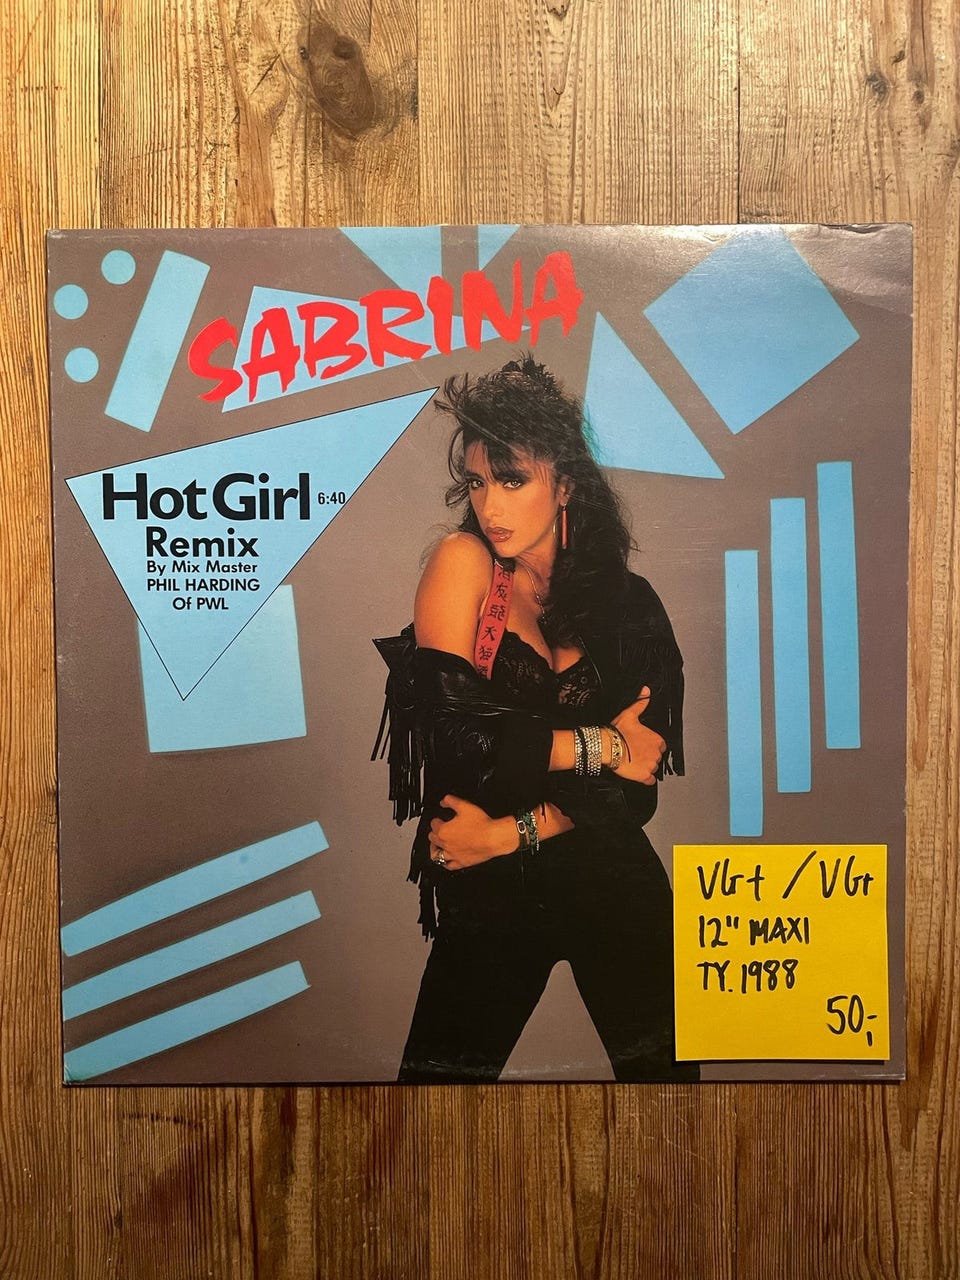 SABRINA
Hot Girl 6:40
Remix
By Mix Master
PHIL HARDING
Of PWL
VG+ / VG+
12" MAXI
TY. 1988
50,-